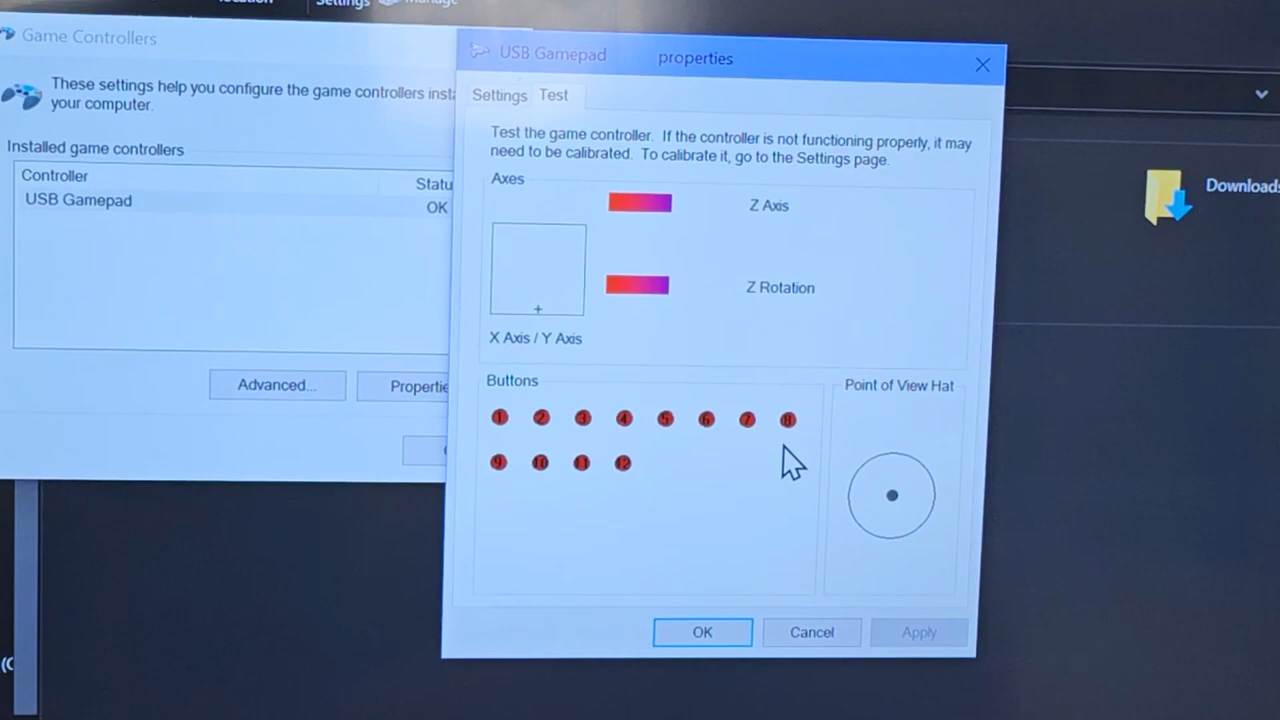 Settings
Manage
Game Controllers
These settings help you configure the game controllers
your computer.
Installed game controllers
Controller
USB Gamepad
OK
Advanced...
USB Gamepad properties
Settings Test
Test the game controller. If the controller is not functioning properly, it may
need to be calibrated. To calibrate it, go to the Settings page.
Axes
Z Axis
Z Rotation
X Axis / Y Axis
Buttons
1 2 3 4 5 6 7 8
9 10 11 12
Point of View Hat
OK Cancel Apply
Downloads